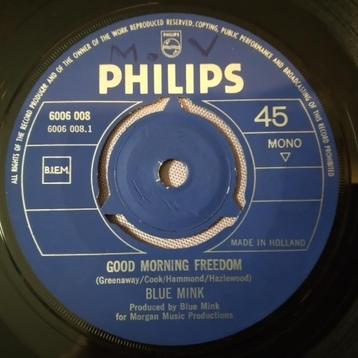 ALL RIGHTS OF THE RECORD PRODUCER AND OF THE OWNER OF THE WORK REPRODUCED RESERVED. UNAUTHORISED COPYING, PUBLIC PERFORMANCE AND BROADCASTING OF THIS RECORD PROHIBITED
M.V
PHILIPS
PHILIPS
6006 008
6006 008.1
45
MONO
B.I.E.M.
MADE IN HOLLAND
GOOD MORNING FREEDOM
(Greenaway/Cook/Hammond/Hazlewood)
BLUE MINK
Produced by Blue Mink
for Morgan Music Productions